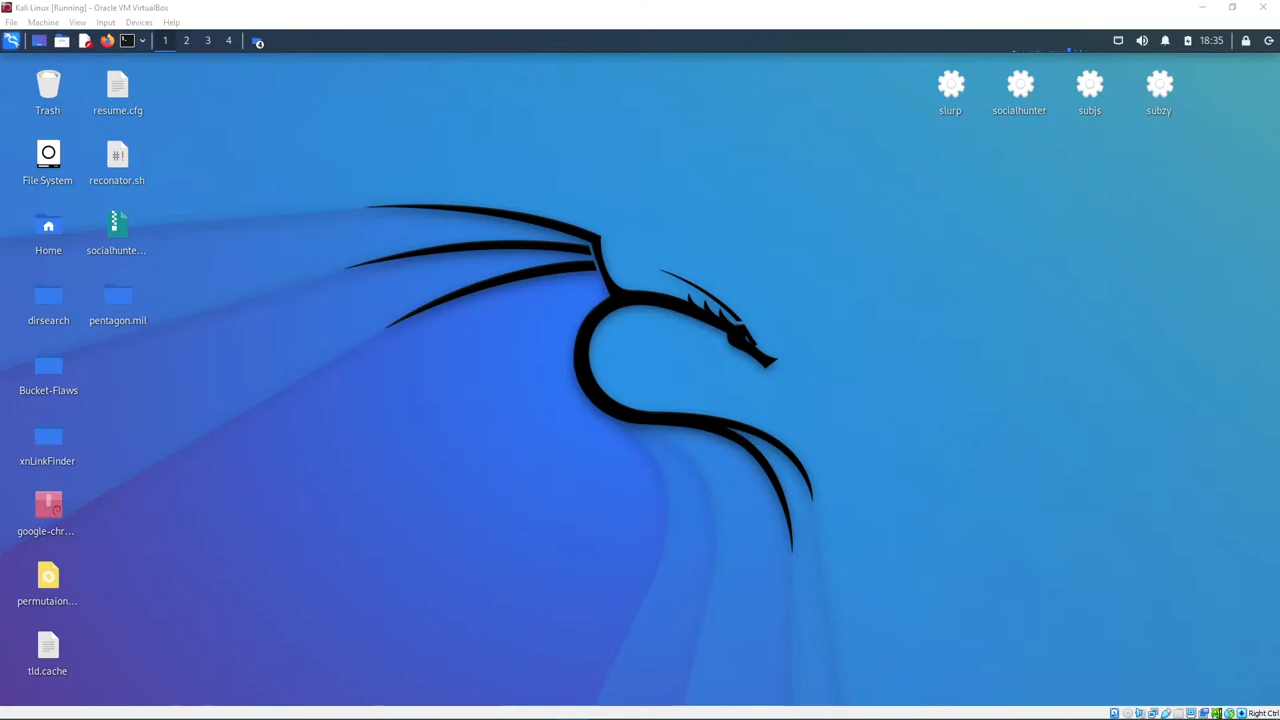 Kali Linux [Running] - Oracle VM VirtualBox
File Machine View Input Devices Help
1 2 3 4 4 18:35
Trash resume.cfg slurp socialhunter subjs subzy
#!
File System reconator.sh
Home socialhunte...
dirsearch pentagon.mil
Bucket-Flaws
xnLinkFinder
google-chr...
permutaion...
tld.cache
Right Ctrl